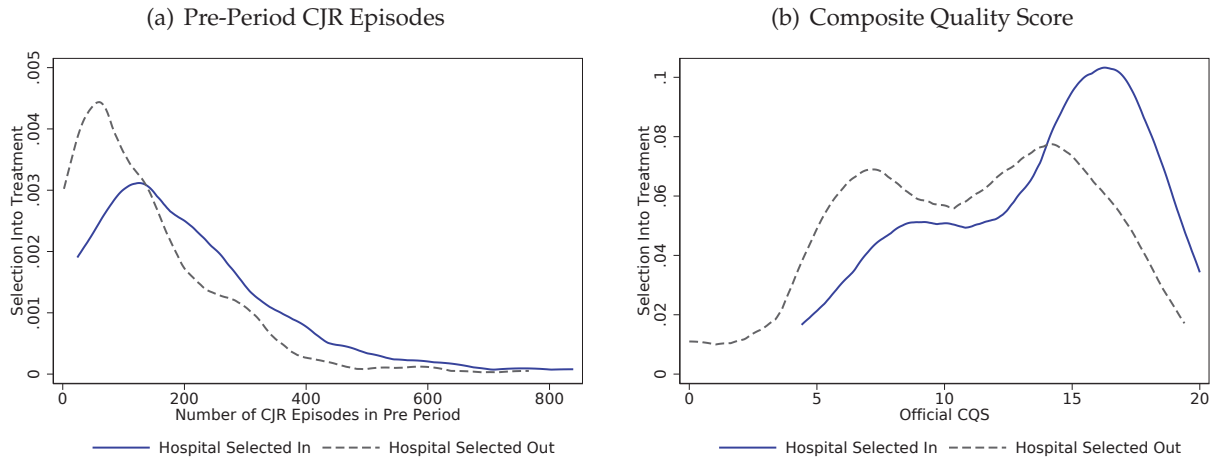 (a) Pre-Period CJR Episodes
Selection Into Treatment
0 .001 .002 .003 .004 .005
0 200 400 600 800
Number of CJR Episodes in Pre Period
Hospital Selected In Hospital Selected Out
(b) Composite Quality Score
Selection Into Treatment
0 .02 .04 .06 .08 .1
0 5 10 15 20
Official CQS
Hospital Selected In Hospital Selected Out